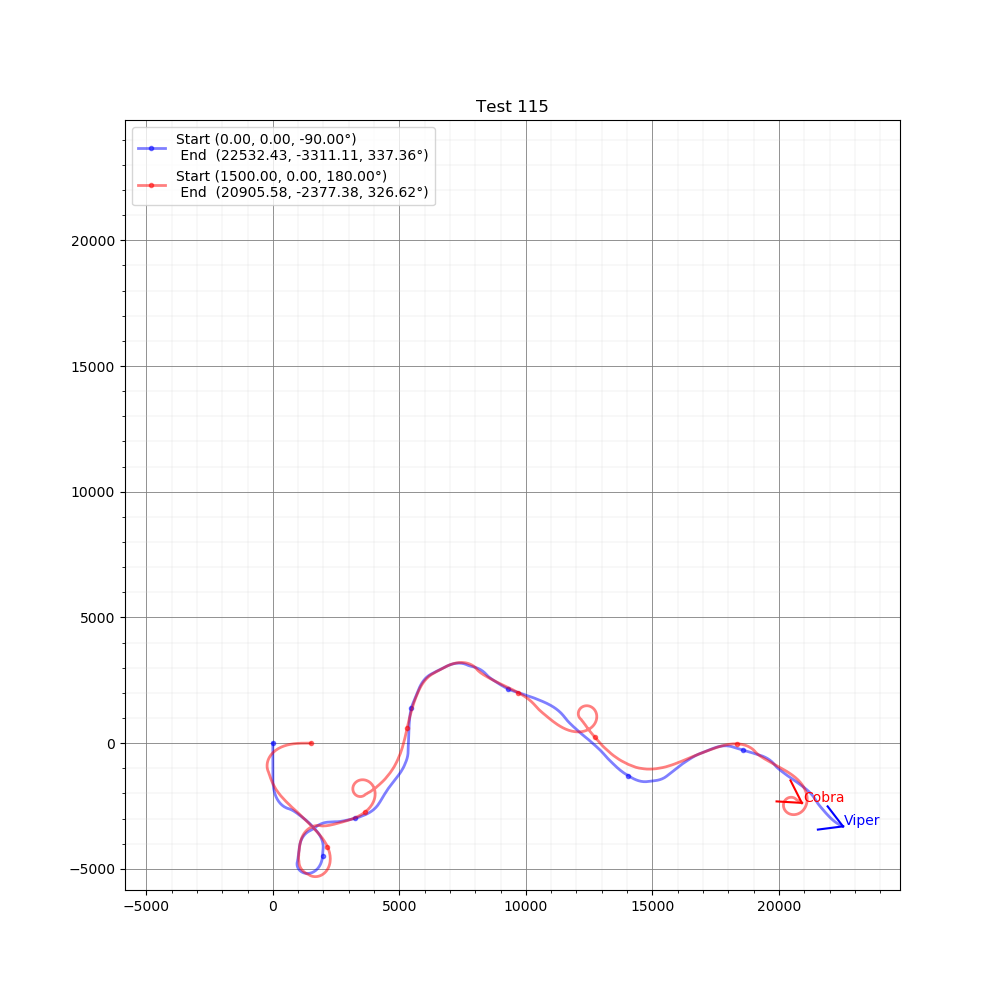 Test 115
Start (0.00, 0.00, -90.00°)
End (22532.43, -3311.11, 337.36°)
Start (1500.00, 0.00, 180.00°)
End (20905.58, -2377.38, 326.62°)
20000
15000
10000
5000
0
−5000
Cobra
Viper
−5000
0
5000
10000
15000
20000